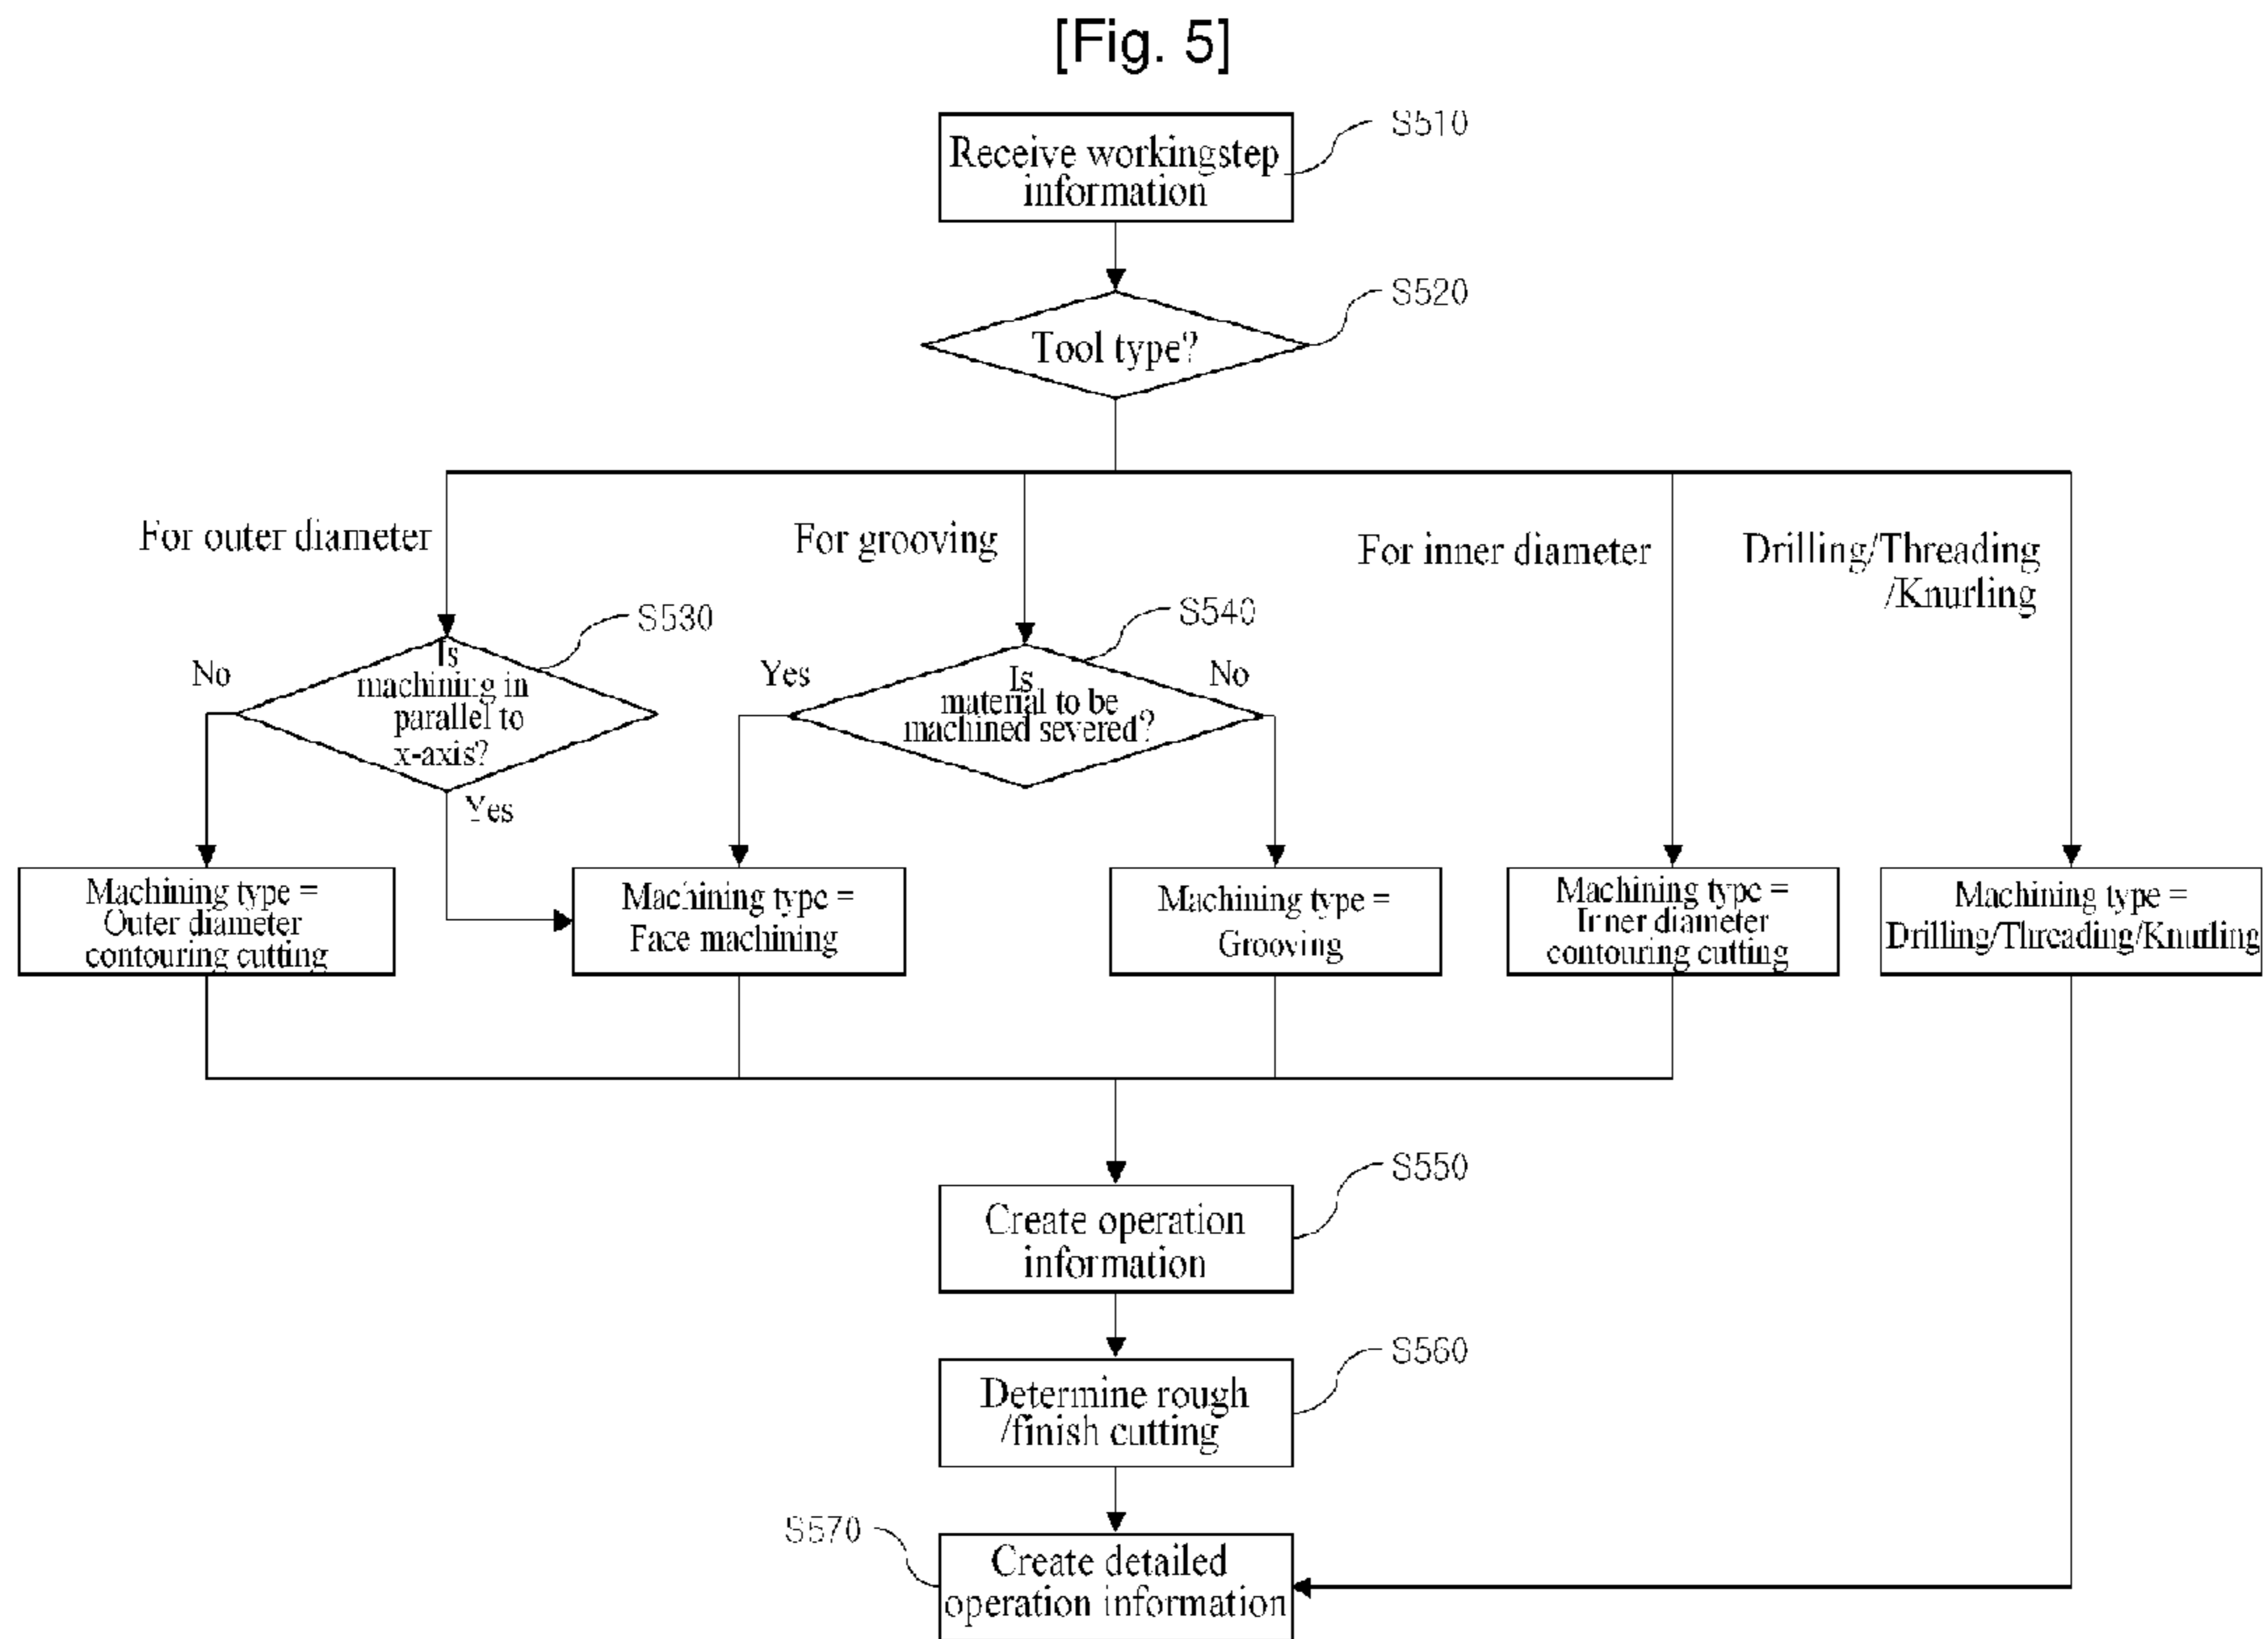 [Fig. 5]
Receive workingstep
information
S510
Tool type?
S520
For outer diameter
For grooving
For inner diameter
Drilling/Threading
/Knurling
S530
S540
No
Is
machining in
parallel to
x-axis?
Yes
Yes
Is
material to be
machined severed?
No
Machining type =
Outer diameter
contouring cutting
Machining type =
Face machining
Machining type =
Grooving
Machining type =
Inner diameter
contouring cutting
Machining type =
Drilling/Threading/Knurling
S550
Create operation
information
S560
Determine rough
/finish cutting
S570
Create detailed
operation information